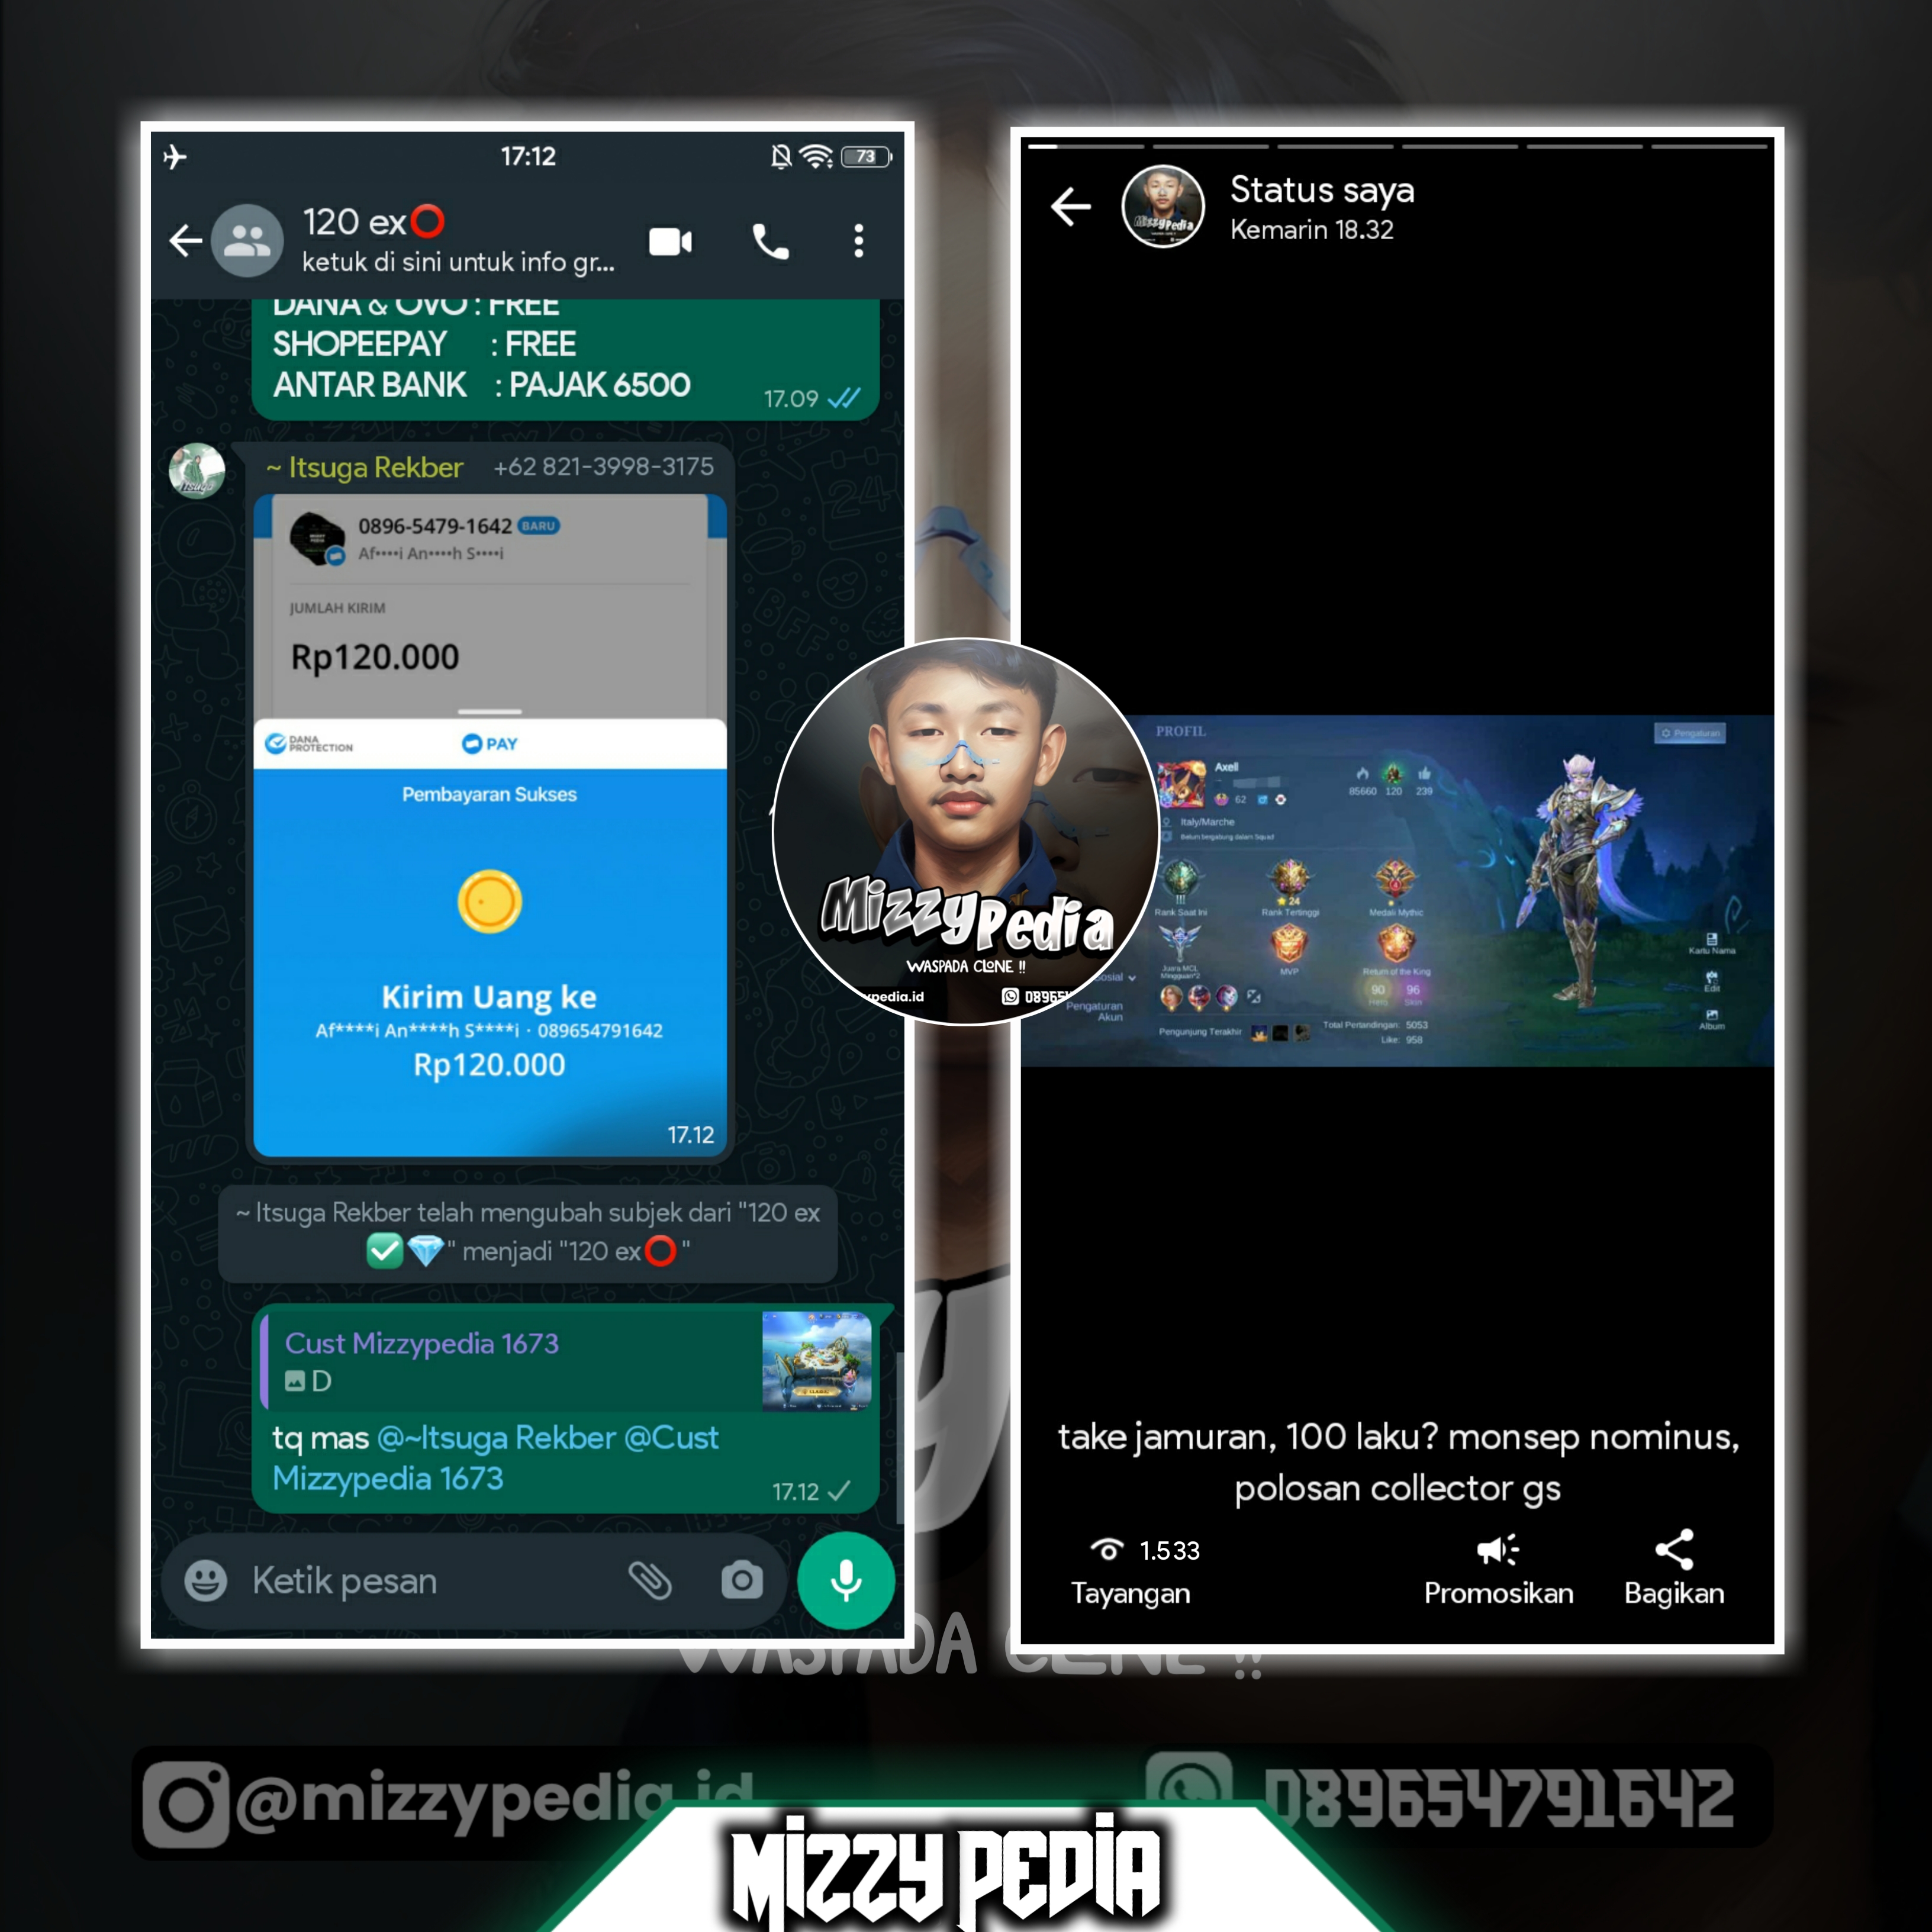 17:12
73
120 ex⭕
ketuk di sini untuk info gr...
DANA & OVO : FREE
SHOPEEPAY : FREE
ANTAR BANK : PAJAK 6500
17.09
~ Itsuga Rekber +62 821-3998-3175
0896-5479-1642 BARU
Af••••i An••••h S••••i
JUMLAH KIRIM
Rp120.000
DANA PROTECTION
PAY
Pembayaran Sukses
Kirim Uang ke
Af****i An****h S****i · 089654791642
Rp120.000
17.12
~ Itsuga Rekber telah mengubah subjek dari "120 ex
✅💎" menjadi "120 ex⭕"
Cust Mizzypedia 1673
D
tq mas @~Itsuga Rekber @Cust
Mizzypedia 1673
17.12
Ketik pesan
Status saya
Kemarin 18.32
MizzyPedia
PROFIL
Pengaturan
Axell
62
85660 120 239
Italy/Marche
Belum bergabung dalam Squad
24
Rank Saat Ini
Rank Tertinggi
Medali Mythic
Juara MCL
Mingguan*2
MVP
Return of the King
90 96
Hero Skin
Kartu Nama
Edit
Album
Sosial
Pengaturan
Akun
Pengunjung Terakhir
Total Pertandingan: 5053
Like: 958
MizzyPedia
WASPADA CLONE !!
ypedia.id
08965
take jamuran, 100 laku? monsep nominus,
polosan collector gs
1.533
Tayangan
Promosikan
Bagikan
WASPADA CLONE !!
@mizzypedia.id
089654791642
MIZZY PEDIA